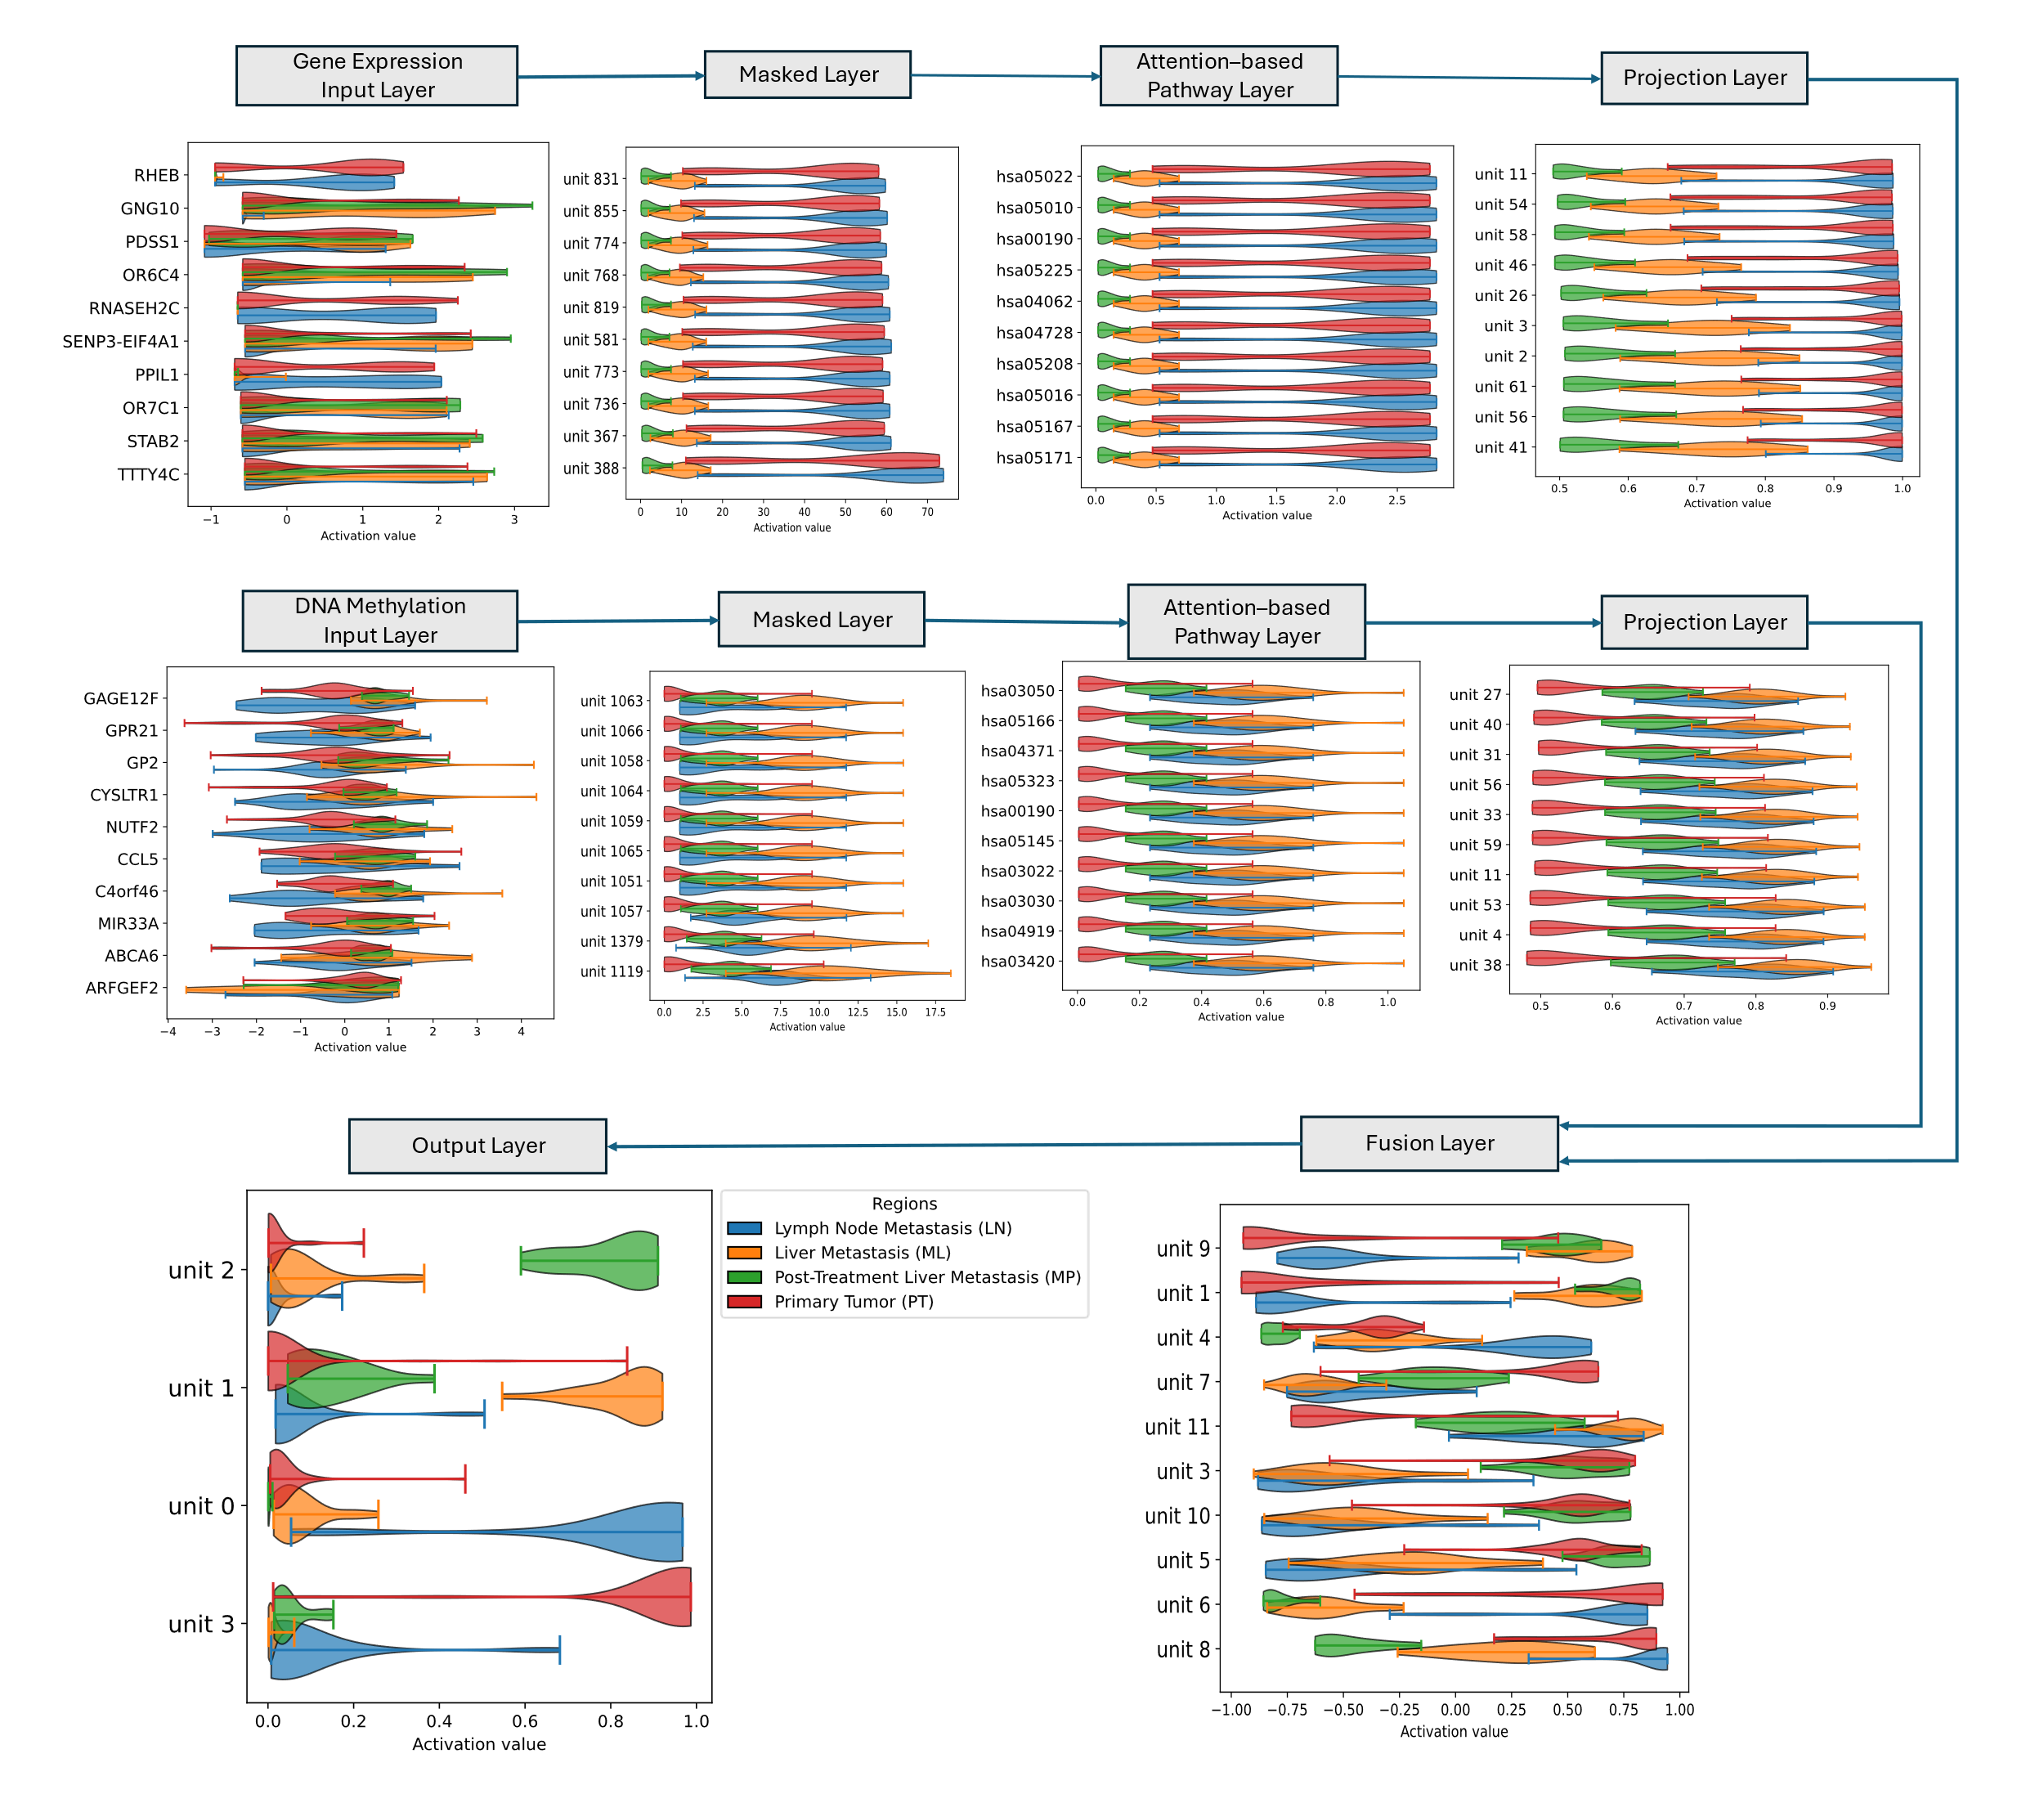 Gene Expression
Input Layer
Masked Layer
Attention–based
Pathway Layer
Projection Layer
RHEB
GNG10
PDSS1
OR6C4
RNASEH2C
SENP3-EIF4A1
PPIL1
OR7C1
STAB2
TTTY4C
−1 0 1 2 3
Activation value
unit 831
unit 855
unit 774
unit 768
unit 819
unit 581
unit 773
unit 736
unit 367
unit 388
0 10 20 30 40 50 60 70
Activation value
hsa05022
hsa05010
hsa00190
hsa05225
hsa04062
hsa04728
hsa05208
hsa05016
hsa05167
hsa05171
0.0 0.5 1.0 1.5 2.0 2.5
Activation value
unit 11
unit 54
unit 58
unit 46
unit 26
unit 3
unit 2
unit 61
unit 56
unit 41
0.5 0.6 0.7 0.8 0.9 1.0
Activation value
DNA Methylation
Input Layer
Masked Layer
Attention–based
Pathway Layer
Projection Layer
GAGE12F
GPR21
GP2
CYSLTR1
NUTF2
CCL5
C4orf46
MIR33A
ABCA6
ARFGEF2
−4 −3 −2 −1 0 1 2 3 4
Activation value
unit 1063
unit 1066
unit 1058
unit 1064
unit 1059
unit 1065
unit 1051
unit 1057
unit 1379
unit 1119
0.0 2.5 5.0 7.5 10.0 12.5 15.0 17.5
Activation value
hsa03050
hsa05166
hsa04371
hsa05323
hsa00190
hsa05145
hsa03022
hsa03030
hsa04919
hsa03420
0.0 0.2 0.4 0.6 0.8 1.0
Activation value
unit 27
unit 40
unit 31
unit 56
unit 33
unit 59
unit 11
unit 53
unit 4
unit 38
0.5 0.6 0.7 0.8 0.9
Activation value
Output Layer
Fusion Layer
unit 2
unit 1
unit 0
unit 3
0.0 0.2 0.4 0.6 0.8 1.0
Activation value
Regions
Lymph Node Metastasis (LN)
Liver Metastasis (ML)
Post-Treatment Liver Metastasis (MP)
Primary Tumor (PT)
unit 9
unit 1
unit 4
unit 7
unit 11
unit 3
unit 10
unit 5
unit 6
unit 8
−1.00 −0.75 −0.50 −0.25 0.00 0.25 0.50 0.75 1.00
Activation value